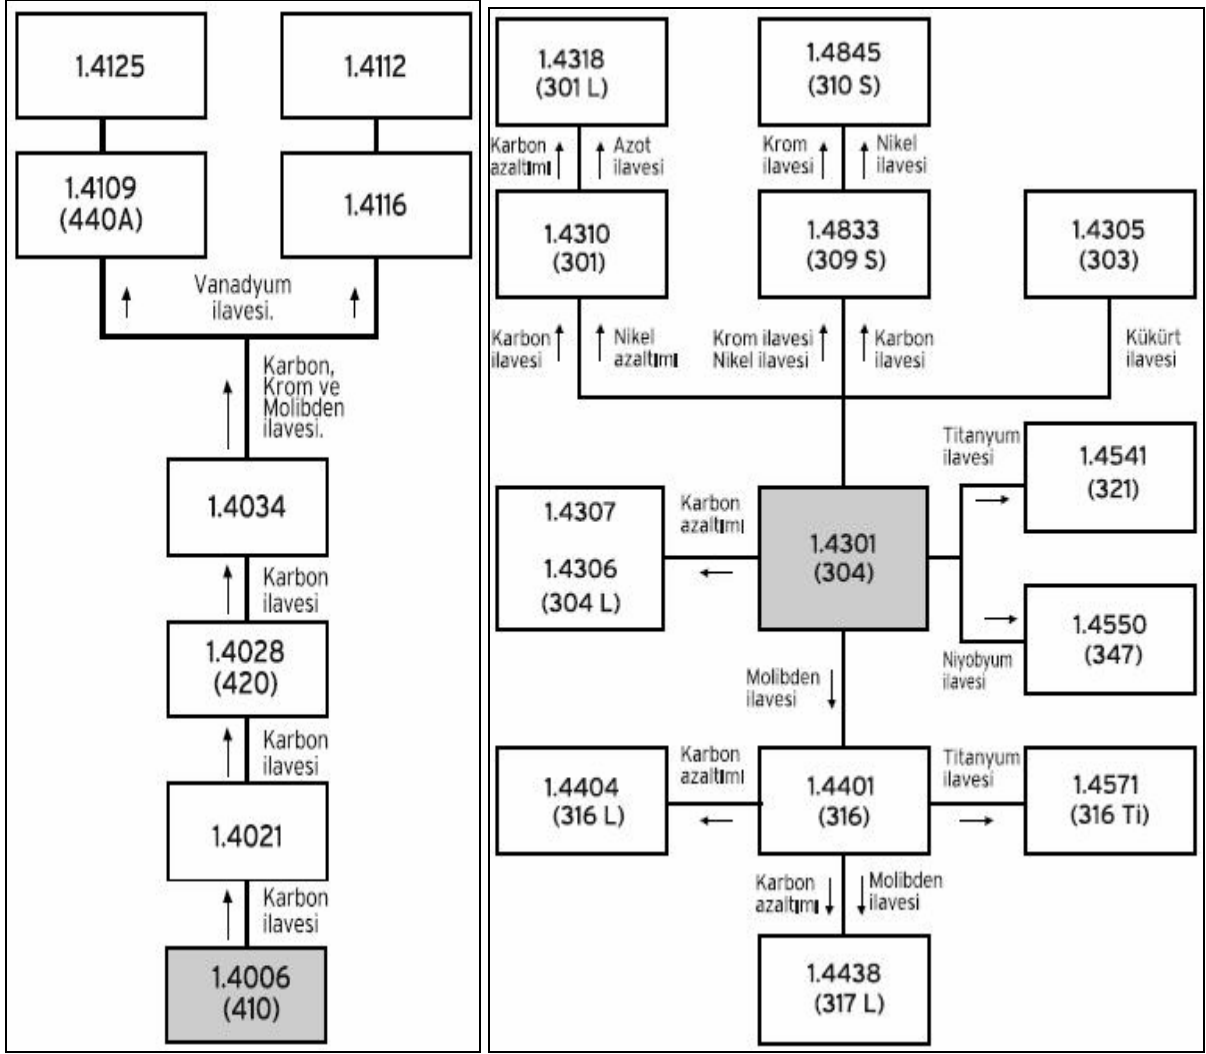 1.4125
1.4112
1.4109
(440A)
1.4116
Vanadyum
ilavesi.
Karbon,
Krom ve
Molibden
ilavesi.
1.4034
Karbon
ilavesi
1.4028
(420)
Karbon
ilavesi
1.4021
Karbon
ilavesi
1.4006
(410)
1.4318
(301 L)
1.4845
(310 S)
Karbon
azaltımı
Azot
ilavesi
Krom
ilavesi
Nikel
ilavesi
1.4310
(301)
1.4833
(309 S)
1.4305
(303)
Karbon
ilavesi
Nikel
azaltımı
Krom ilavesi
Nikel ilavesi
Karbon
ilavesi
Kükürt
ilavesi
Titanyum
ilavesi
1.4541
(321)
1.4307
1.4306
(304 L)
Karbon
azaltımı
1.4301
(304)
1.4550
(347)
Niyobyum
ilavesi
Molibden
ilavesi
1.4404
(316 L)
Karbon
azaltımı
1.4401
(316)
Titanyum
ilavesi
1.4571
(316 Ti)
Karbon
azaltımı
Molibden
ilavesi
1.4438
(317 L)